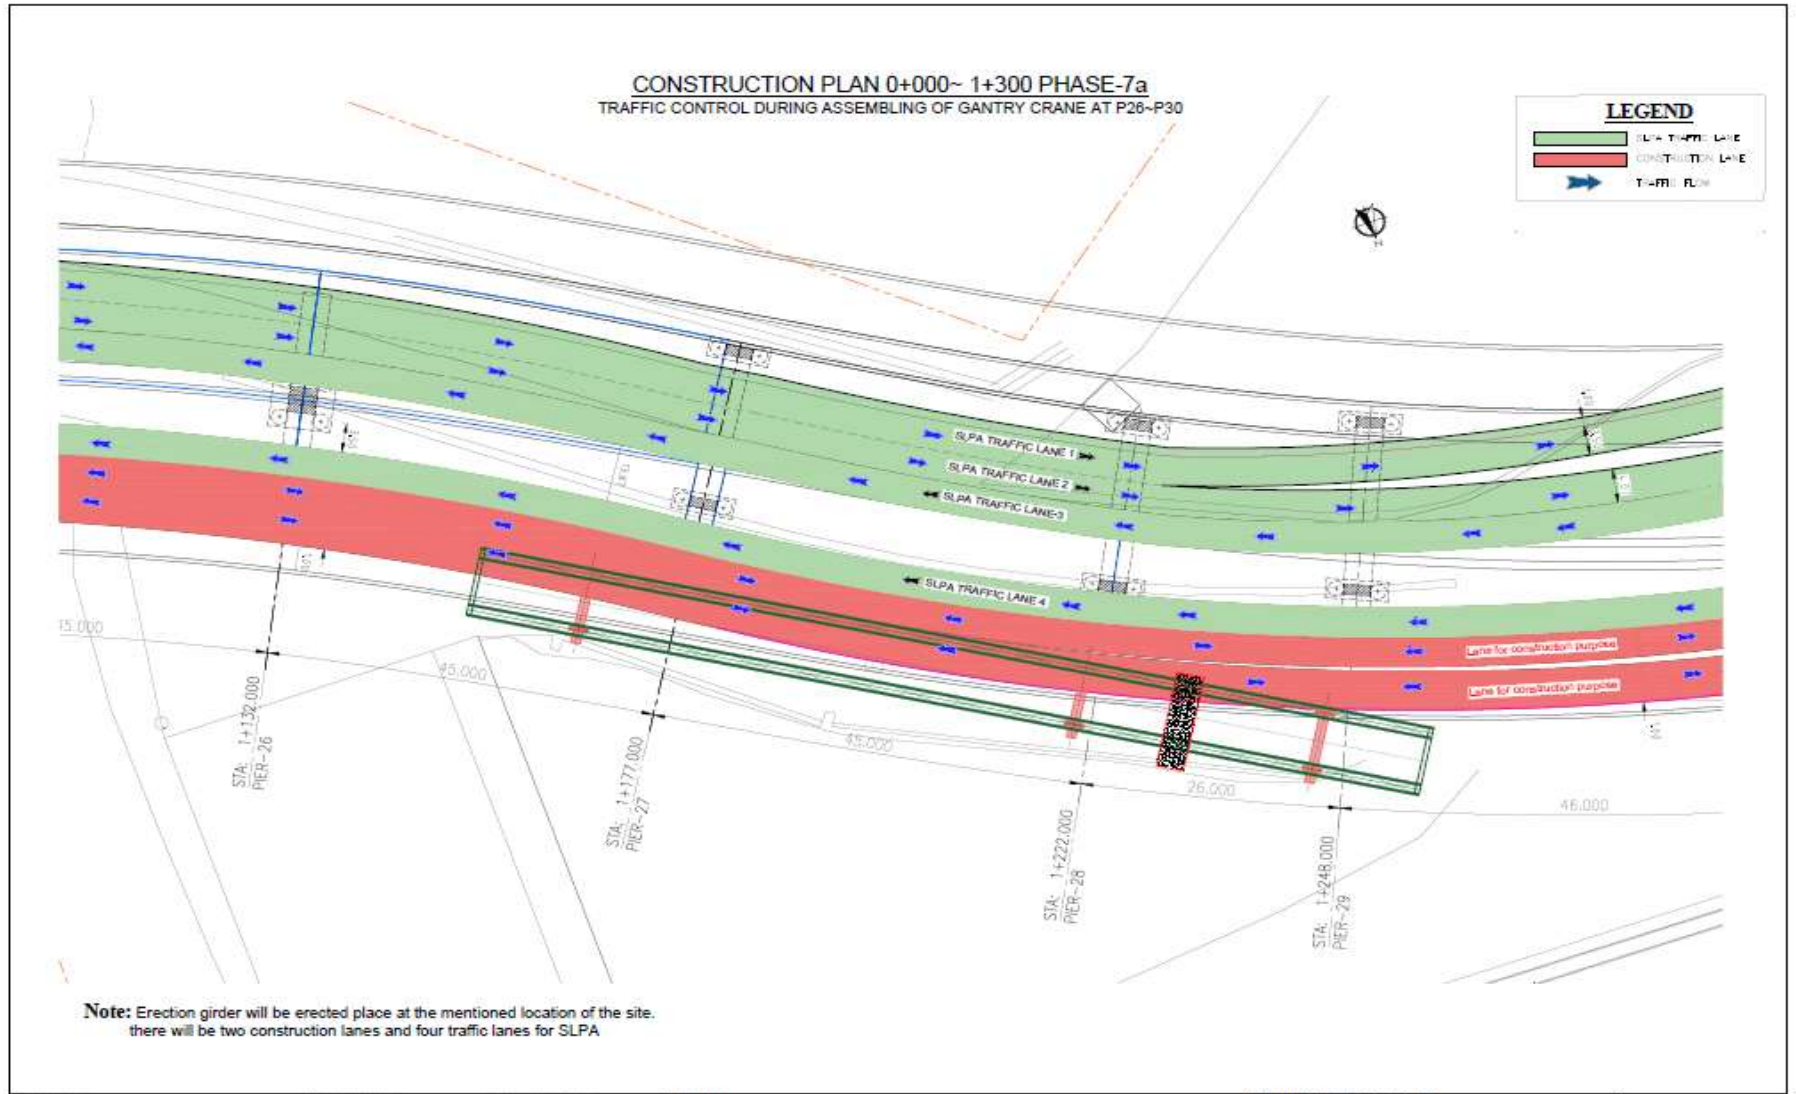 CONSTRUCTION PLAN 0+000~ 1+300 PHASE-7a
TRAFFIC CONTROL DURING ASSEMBLING OF GANTRY CRANE AT P26~P30
LEGEND
SLPA TRAFFIC LANE
CONSTRUCTION LANE
TRAFFIC FLOW
SLPA TRAFFIC LANE 1
SLPA TRAFFIC LANE 2
SLPA TRAFFIC LANE-3
SLPA TRAFFIC LANE 4
Lane for construction purpose
Lane for construction purpose
45,000
45,000
26,000
46,000
STA: 1+132.000
PIER-26
STA: 1+177.000
PIER-27
STA: 1+222.000
PIER-28
STA: 1+248.000
PIER-29
Note: Erection girder will be erected place at the mentioned location of the site.
there will be two construction lanes and four traffic lanes for SLPA